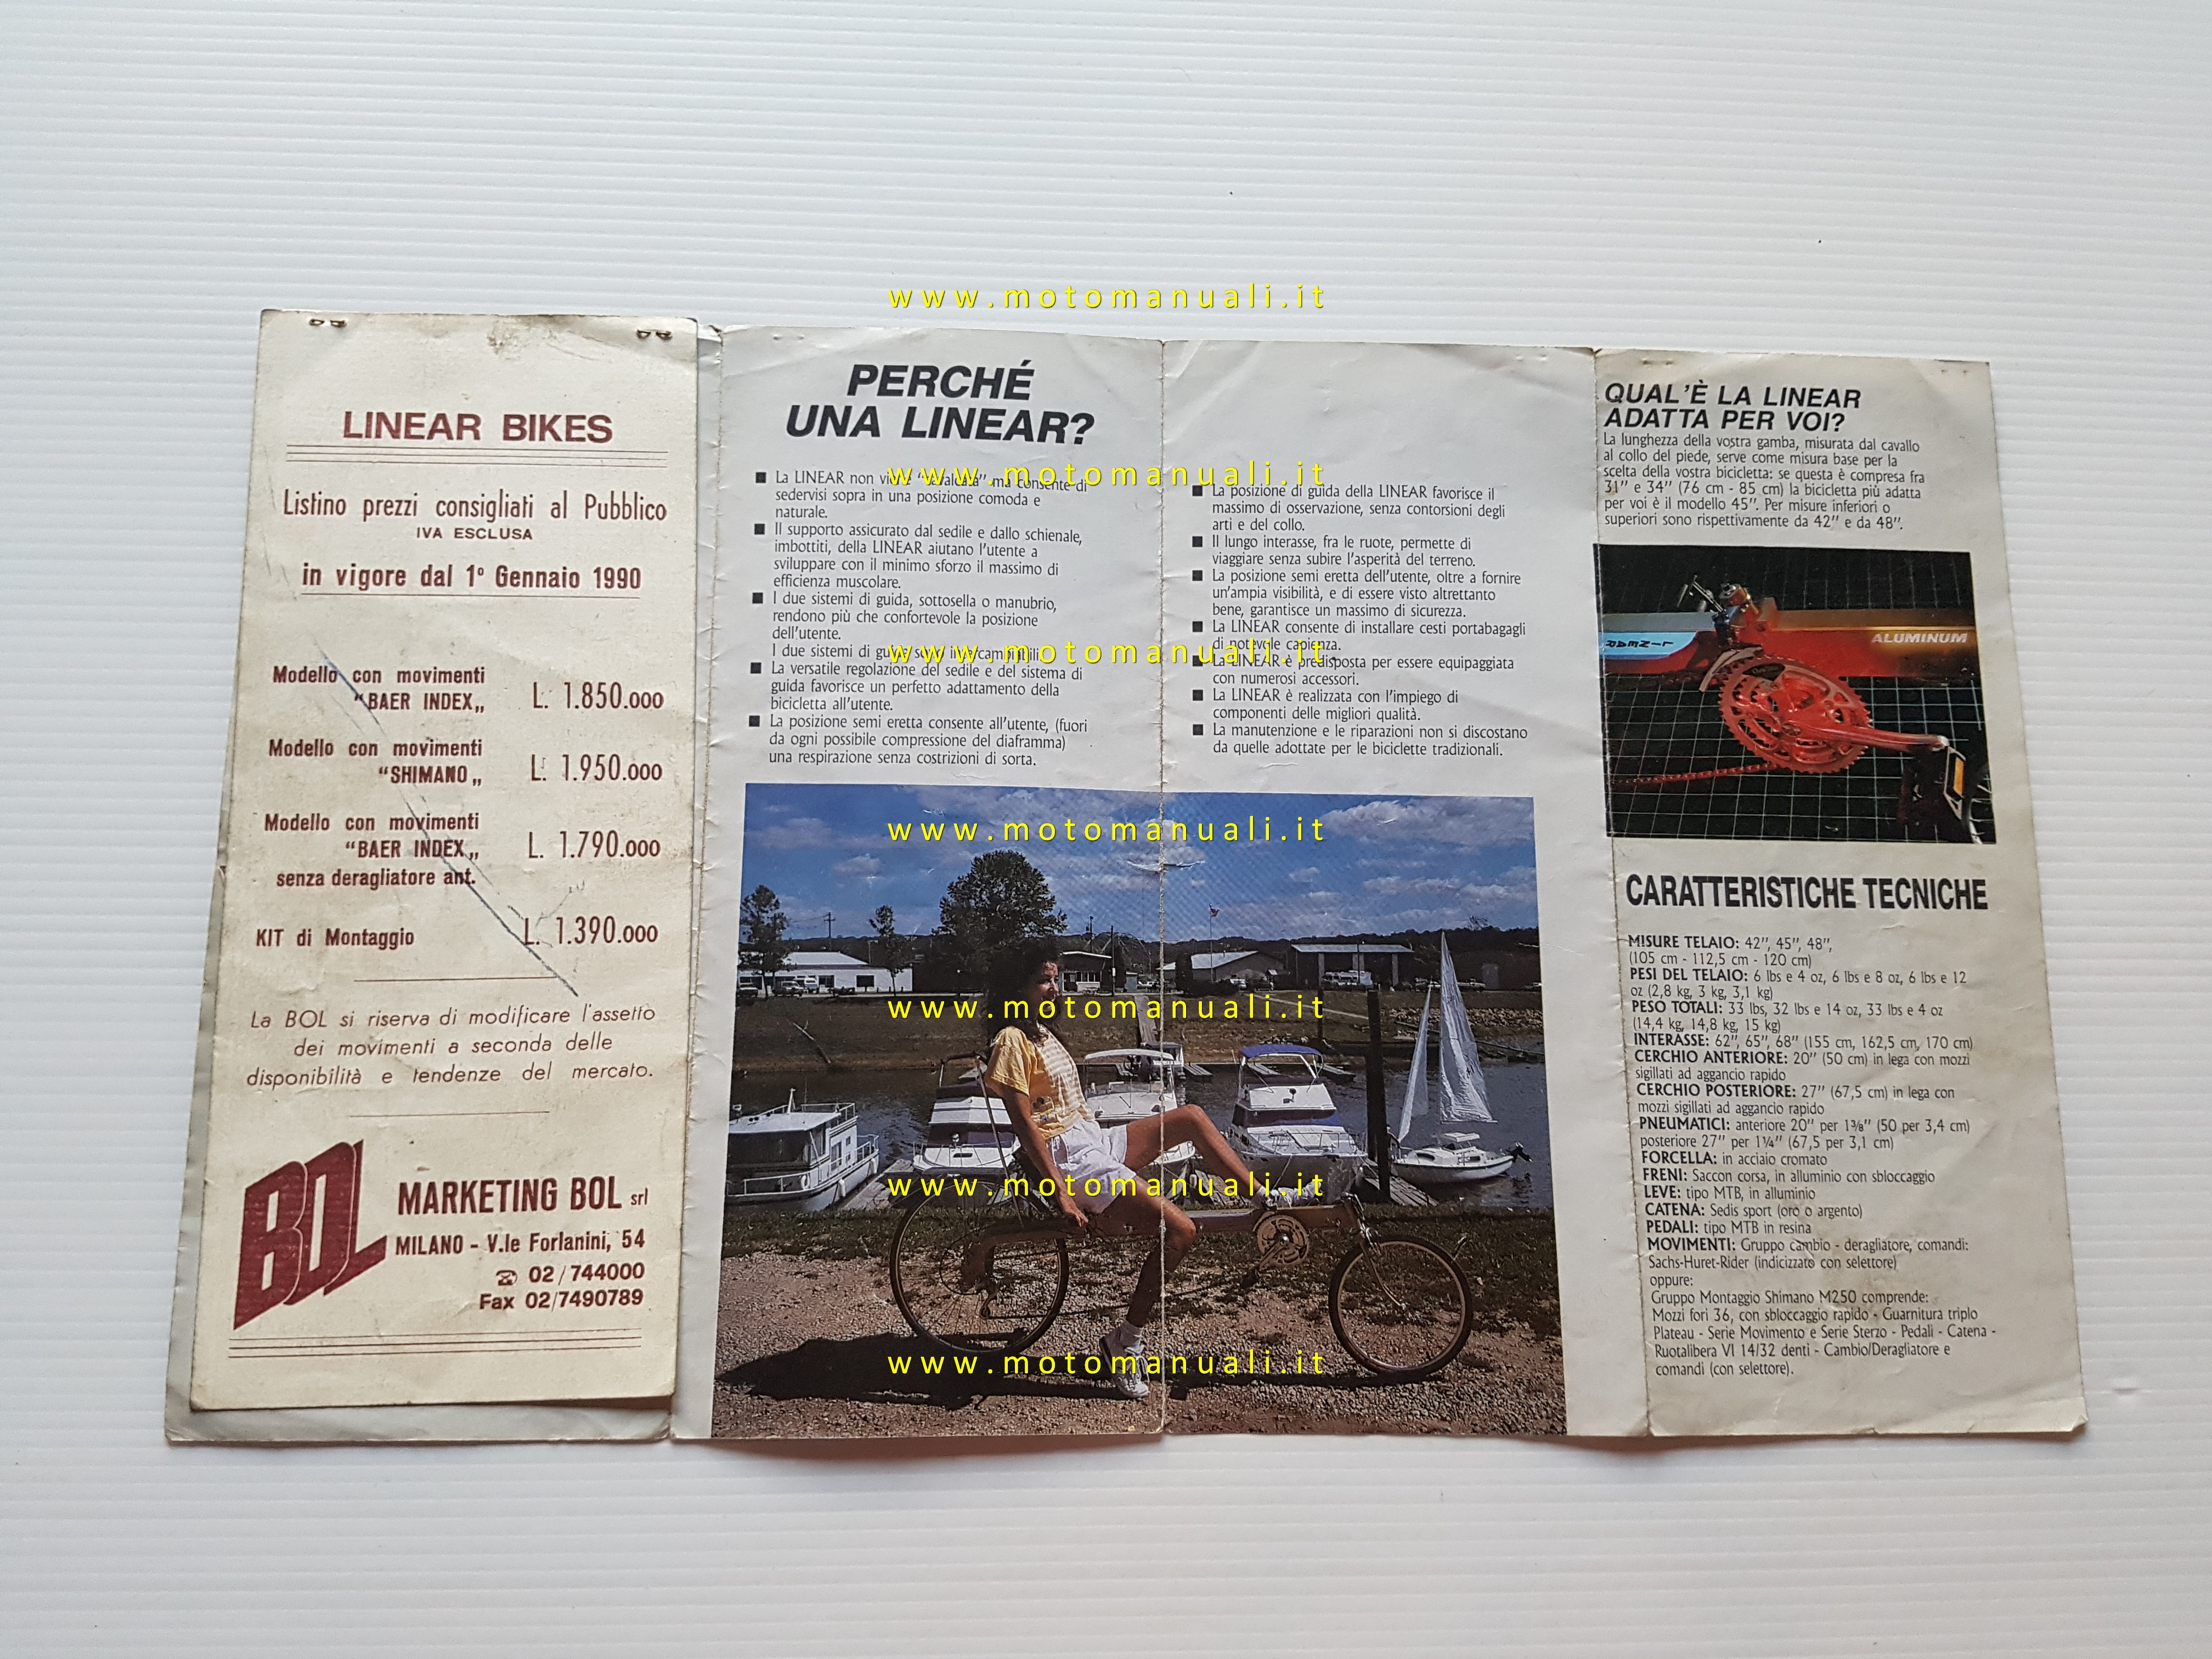 www.motomanuali.it
LINEAR BIKES
Listino prezzi consigliati al Pubblico
IVA ESCLUSA
in vigore dal 1° Gennaio 1990
Modello con movimenti
“BAER INDEX„ L. 1.850.000
Modello con movimenti
“SHIMANO„ L. 1.950.000
Modello con movimenti
“BAER INDEX„ L. 1.790.000
senza deragliatore ant.
KIT di Montaggio L. 1.390.000
La BOL si riserva di modificare l'assetto
dei movimenti a seconda delle
disponibilità e tendenze del mercato.
BOL
MARKETING BOL srl
MILANO - V.le Forlanini, 54
☎ 02/744000
Fax 02/7490789
PERCHÉ
UNA LINEAR?
■ La LINEAR non ma consente di
www.motomanuali.it
sedervisi sopra in una posizione comoda e
naturale.
■ Il supporto assicurato dal sedile e dallo schienale,
imbottiti, della LINEAR aiutano l'utente a
sviluppare con il minimo sforzo il massimo di
efficienza muscolare.
■ I due sistemi di guida, sottosella o manubrio,
rendono più che confortevole la posizione
dell'utente.
I due sistemi di guida sono intercambiabili.
www.motomanuali.it
■ La versatile regolazione del sedile e del sistema di
guida favorisce un perfetto adattamento della
bicicletta all'utente.
■ La posizione semi eretta consente all'utente, (fuori
da ogni possibile compressione del diaframma)
una respirazione senza costrizioni di sorta.
■ La posizione di guida della LINEAR favorisce il
massimo di osservazione, senza contorsioni degli
arti e del collo.
■ Il lungo interasse, fra le ruote, permette di
viaggiare senza subire l'asperità del terreno.
■ La posizione semi eretta dell'utente, oltre a fornire
un'ampia visibilità, e di essere visto altrettanto
bene, garantisce un massimo di sicurezza.
■ La LINEAR consente di installare cesti portabagagli
di notevole capienza.
■ La LINEAR è predisposta per essere equipaggiata
con numerosi accessori.
■ La LINEAR è realizzata con l'impiego di
componenti delle migliori qualità.
■ La manutenzione e le riparazioni non si discostano
da quelle adottate per le biciclette tradizionali.
www.motomanuali.it
www.motomanuali.it
www.motomanuali.it
www.motomanuali.it
QUAL'È LA LINEAR
ADATTA PER VOI?
La lunghezza della vostra gamba, misurata dal cavallo
al collo del piede, serve come misura base per la
scelta della vostra bicicletta: se questa è compresa fra
31" e 34" (76 cm - 85 cm) la bicicletta più adatta
per voi è il modello 45". Per misure inferiori o
superiori sono rispettivamente da 42" e da 48".
LINEAR
ALUMINUM
CARATTERISTICHE TECNICHE
MISURE TELAIO: 42", 45", 48",
(105 cm - 112,5 cm - 120 cm)
PESI DEL TELAIO: 6 lbs e 4 oz, 6 lbs e 8 oz, 6 lbs e 12
oz (2,8 kg, 3 kg, 3,1 kg)
PESO TOTALI: 33 lbs, 32 lbs e 14 oz, 33 lbs e 4 oz
(14,4 kg, 14,8 kg, 15 kg)
INTERASSE: 62", 65", 68" (155 cm, 162,5 cm, 170 cm)
CERCHIO ANTERIORE: 20" (50 cm) in lega con mozzi
sigillati ad aggancio rapido
CERCHIO POSTERIORE: 27" (67,5 cm) in lega con
mozzi sigillati ad aggancio rapido
PNEUMATICI: anteriore 20" per 1⅜" (50 per 3,4 cm)
posteriore 27" per 1¼" (67,5 per 3,1 cm)
FORCELLA: in acciaio cromato
FRENI: Saccon corsa, in alluminio con sbloccaggio
LEVE: tipo MTB, in alluminio
CATENA: Sedis sport (oro o argento)
PEDALI: tipo MTB in resina
MOVIMENTI: Gruppo cambio - deragliatore, comandi:
Sachs-Huret-Rider (indicizzato con selettore)
oppure:
Gruppo Montaggio Shimano M250 comprende:
Mozzi fori 36, con sbloccaggio rapido - Guarnitura triplo
Plateau - Serie Movimento e Serie Sterzo - Pedali - Catena -
Ruotalibera VI 14/32 denti - Cambio/Deragliatore e
comandi (con selettore).